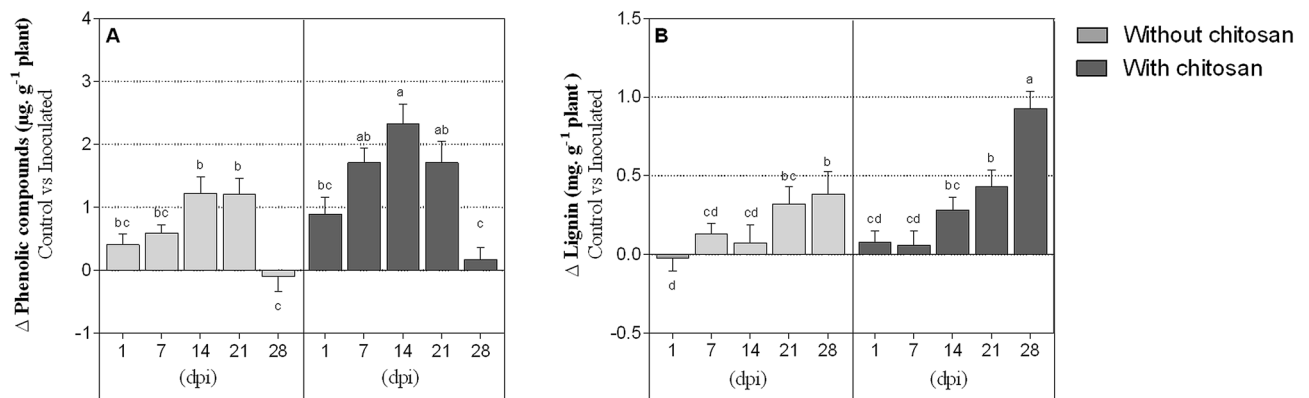 A
Δ Phenolic compounds (µg. g⁻¹ plant)
Control vs Inoculated
4
3
2
1
0
-1
bc
bc
b
b
c
bc
ab
a
ab
c
1 7 14 21 28
(dpi)
1 7 14 21 28
(dpi)
B
Δ Lignin (mg. g⁻¹ plant )
Control vs Inoculated
1.5
1.0
0.5
0.0
-0.5
d
cd
cd
bc
b
cd
cd
bc
b
a
1 7 14 21 28
(dpi)
1 7 14 21 28
(dpi)
Without chitosan
With chitosan